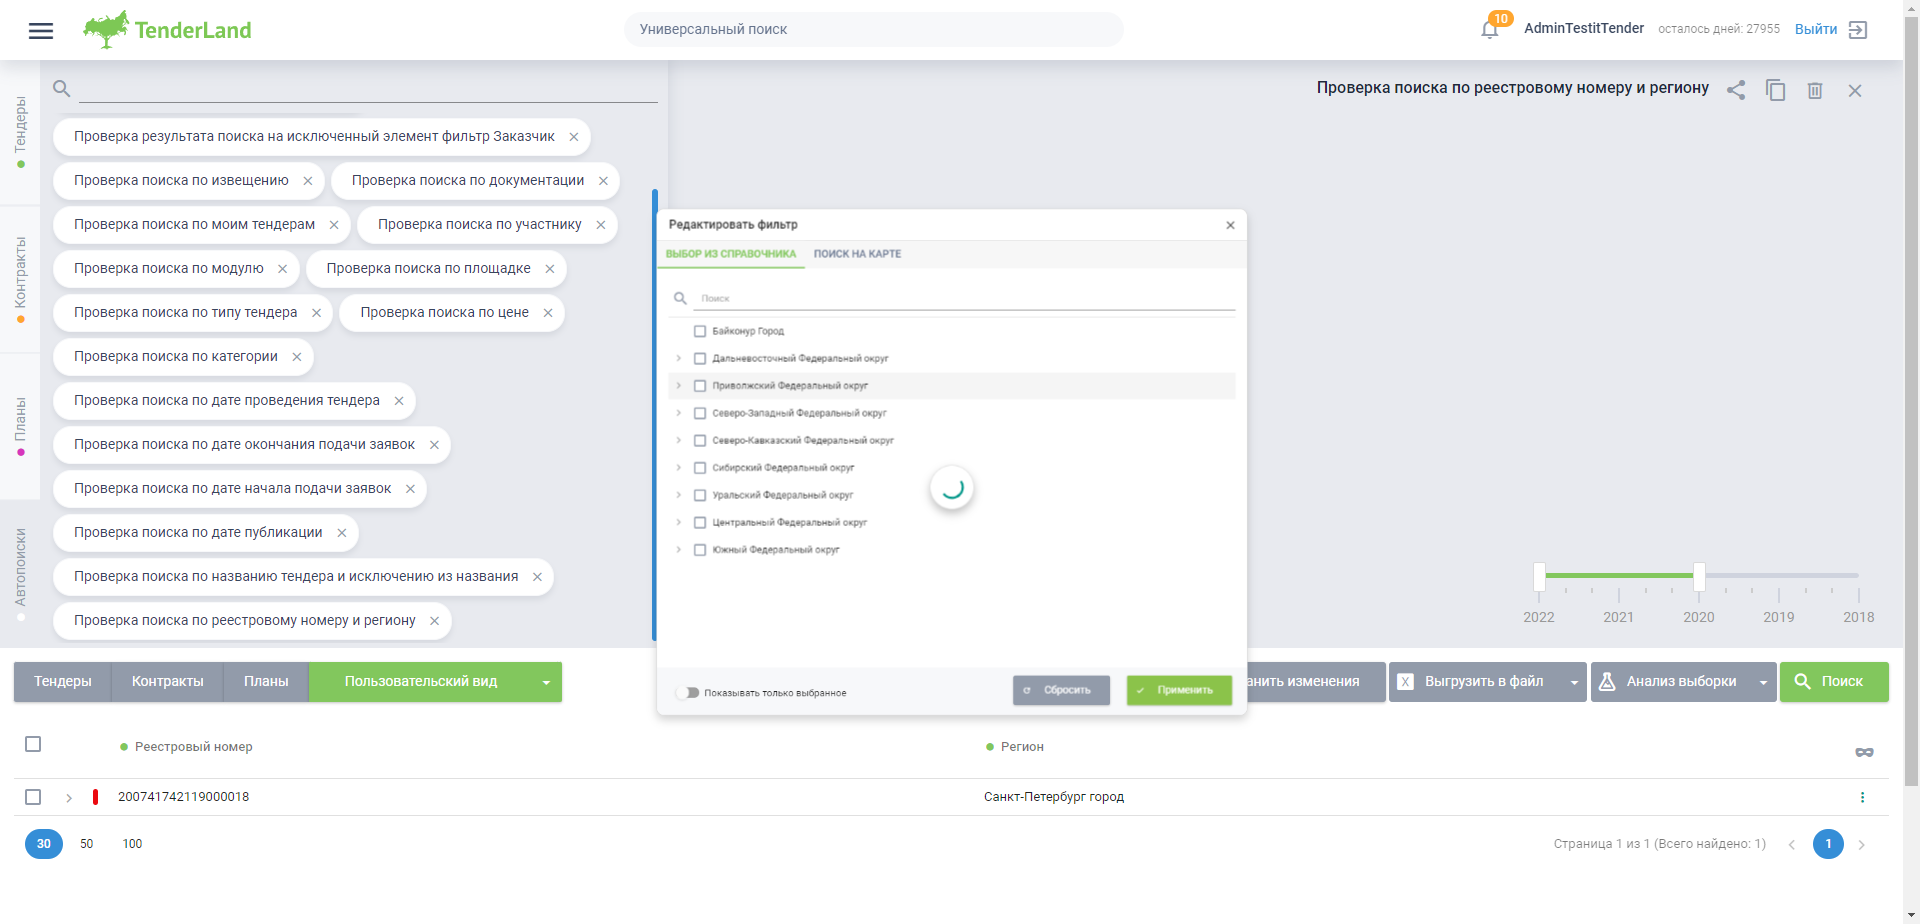 TenderLand
Универсальный поиск
10
AdminTestitTender
осталось дней: 27955
Выйти
Тендеры
Контракты
Планы
Автопоиски
Проверка результата поиска на исключенный элемент фильтр Заказчик
Проверка поиска по извещению
Проверка поиска по документации
Проверка поиска по моим тендерам
Проверка поиска по участнику
Проверка поиска по модулю
Проверка поиска по площадке
Проверка поиска по типу тендера
Проверка поиска по цене
Проверка поиска по категории
Проверка поиска по дате проведения тендера
Проверка поиска по дате окончания подачи заявок
Проверка поиска по дате начала подачи заявок
Проверка поиска по дате публикации
Проверка поиска по названию тендера и исключению из названия
Проверка поиска по реестровому номеру и региону
Проверка поиска по реестровому номеру и региону
Редактировать фильтр
ВЫБОР ИЗ СПРАВОЧНИКА
ПОИСК НА КАРТЕ
Поиск
Байконур Город
Дальневосточный Федеральный округ
Приволжский Федеральный округ
Северо-Западный Федеральный округ
Северо-Кавказский Федеральный округ
Сибирский Федеральный округ
Уральский Федеральный округ
Центральный Федеральный округ
Южный Федеральный округ
Показывать только выбранное
Сбросить
Применить
2022 2021 2020 2019 2018
Тендеры
Контракты
Планы
Пользовательский вид
анить изменения
X Выгрузить в файл
Анализ выборки
Поиск
Реестровый номер
Регион
200741742119000018
Санкт-Петербург город
30 50 100
Страница 1 из 1 (Всего найдено: 1)
1